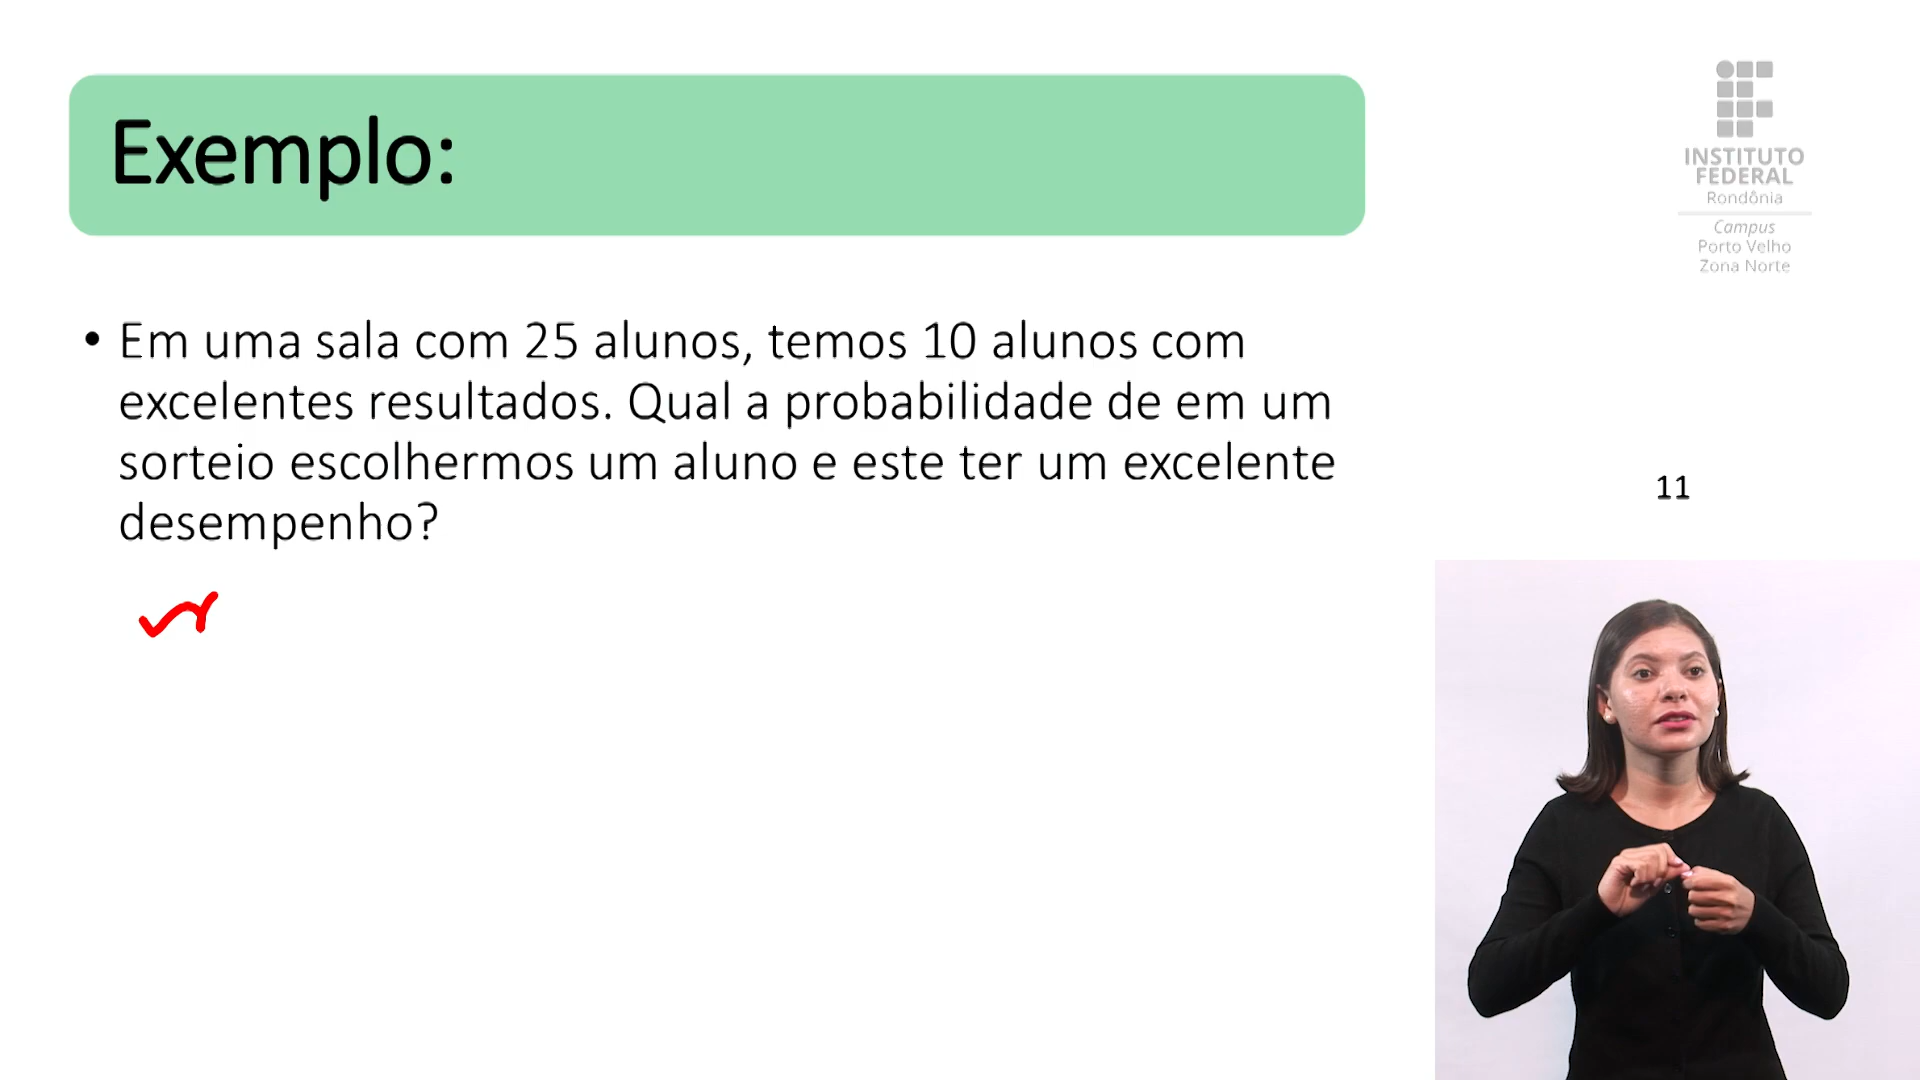 Exemplo:
INSTITUTO
FEDERAL
Rondônia
Campus
Porto Velho
Zona Norte
• Em uma sala com 25 alunos, temos 10 alunos com
excelentes resultados. Qual a probabilidade de em um
sorteio escolhermos um aluno e este ter um excelente
desempenho?
11